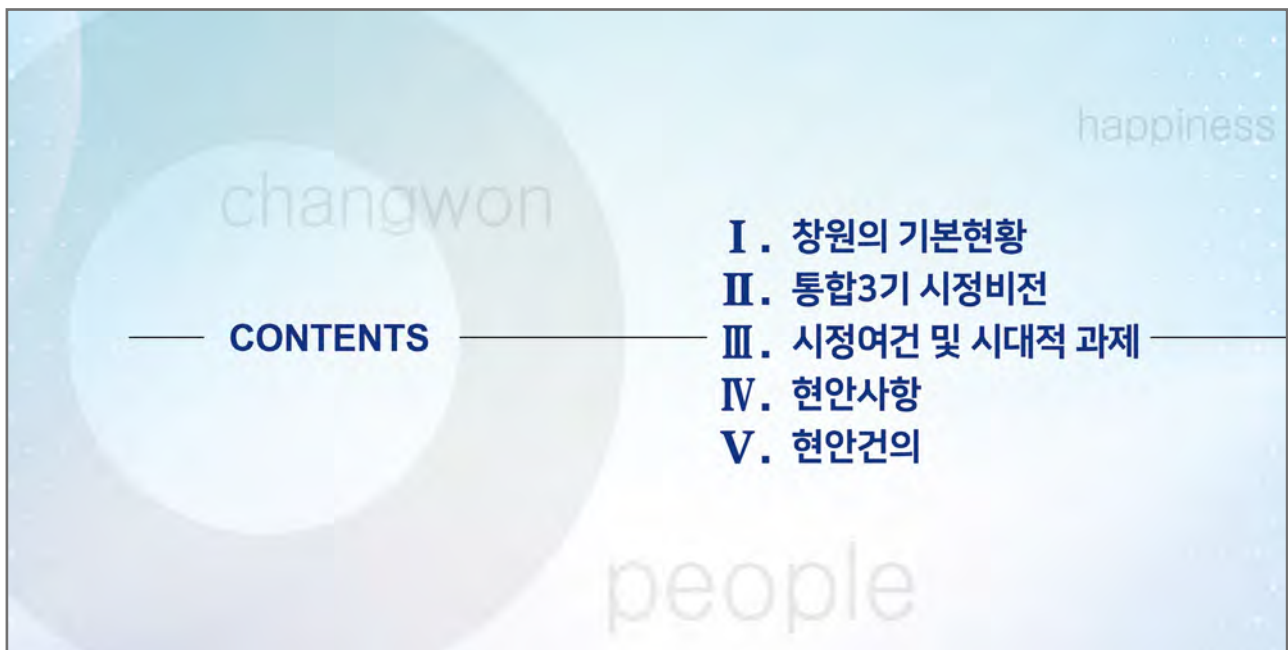 happiness
changwon
CONTENTS
Ⅰ. 창원의 기본현황
Ⅱ. 통합3기 시정비전
Ⅲ. 시정여건 및 시대적 과제
Ⅳ. 현안사항
Ⅴ. 현안건의
people